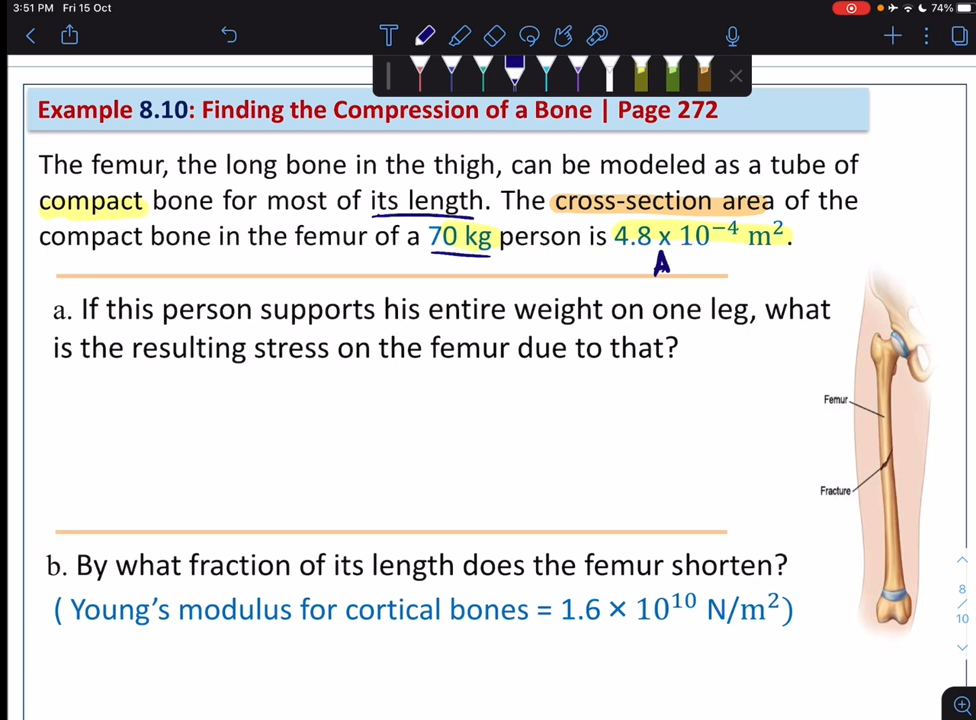 3:51 PM Fri 15 Oct
74%
T
Example 8.10: Finding the Compression of a Bone | Page 272
The femur, the long bone in the thigh, can be modeled as a tube of
compact bone for most of its length. The cross-section area of the
compact bone in the femur of a 70 kg person is 4.8 x 10⁻⁴ m².
A
a. If this person supports his entire weight on one leg, what
is the resulting stress on the femur due to that?
Femur
Fracture
b. By what fraction of its length does the femur shorten?
( Young’s modulus for cortical bones = 1.6 × 10¹⁰ N/m²)
8
/
10